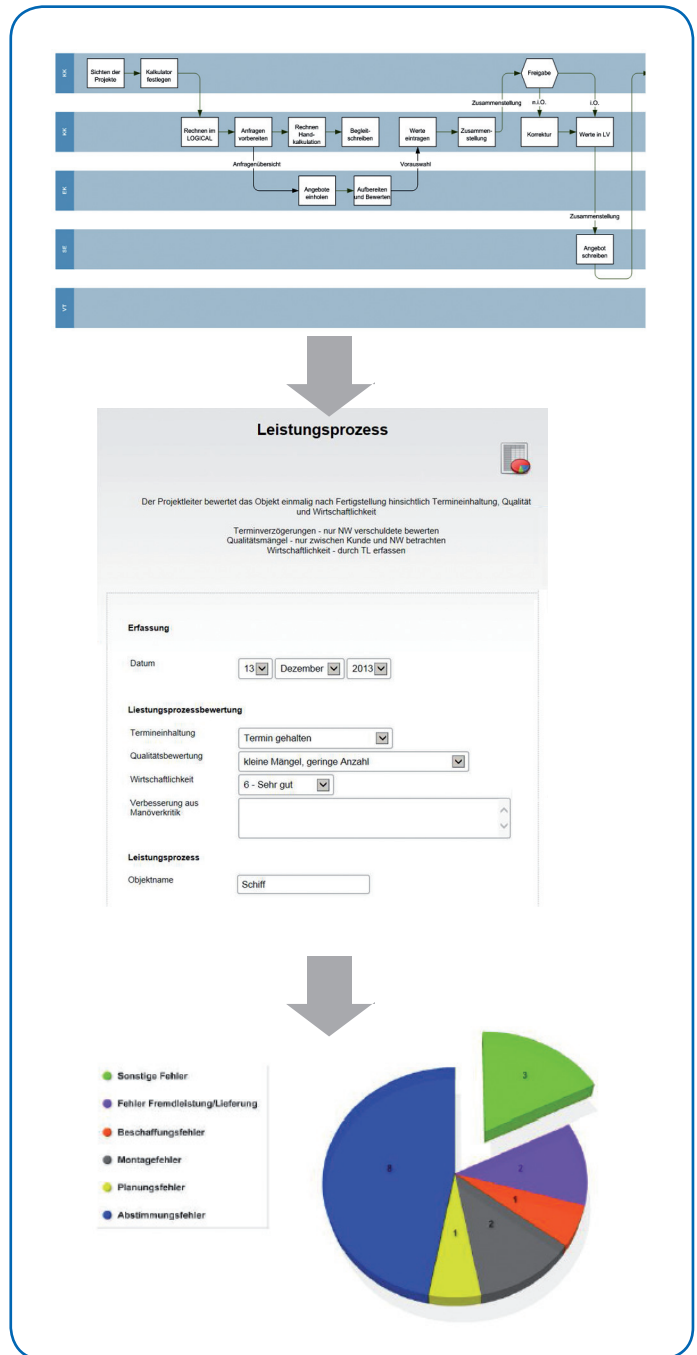 KK
Sichten der
Projekte
Kalkulator
festlegen
Freigabe
Zusammenstellung
n.i.O.
i.O.
KK
Rechnen im
LOGICAL
Anfragen
vorbereiten
Rechnen
Hand-
kalkulation
Begleit-
schreiben
Werte
eintragen
Zusammen-
stellung
Korrektur
Werte in LV
Anfragenübersicht
Vorauswahl
EK
Angebote
einholen
Aufbereiten
und Bewerten
Zusammenstellung
SE
Angebot
schreiben
VT
Leistungsprozess
Der Projektleiter bewertet das Objekt einmalig nach Fertigstellung hinsichtlich Termineinhaltung, Qualität
und Wirtschaftlichkeit
Terminverzögerungen - nur NW verschuldete bewerten
Qualitätsmängel - nur zwischen Kunde und NW betrachten
Wirtschaftlichkeit - durch TL erfassen
Erfassung
Datum
13 Dezember 2013
Liestungsprozessbewertung
Termineinhaltung
Termin gehalten
Qualitätsbewertung
kleine Mängel, geringe Anzahl
Wirtschaftlichkeit
6 - Sehr gut
Verbesserung aus
Manöverkritik
Leistungsprozess
Objektname
Schiff
Sonstige Fehler
Fehler Fremdleistung/Lieferung
Beschaffungsfehler
Montagefehler
Planungsfehler
Abstimmungsfehler
3
2
1
2
1
8